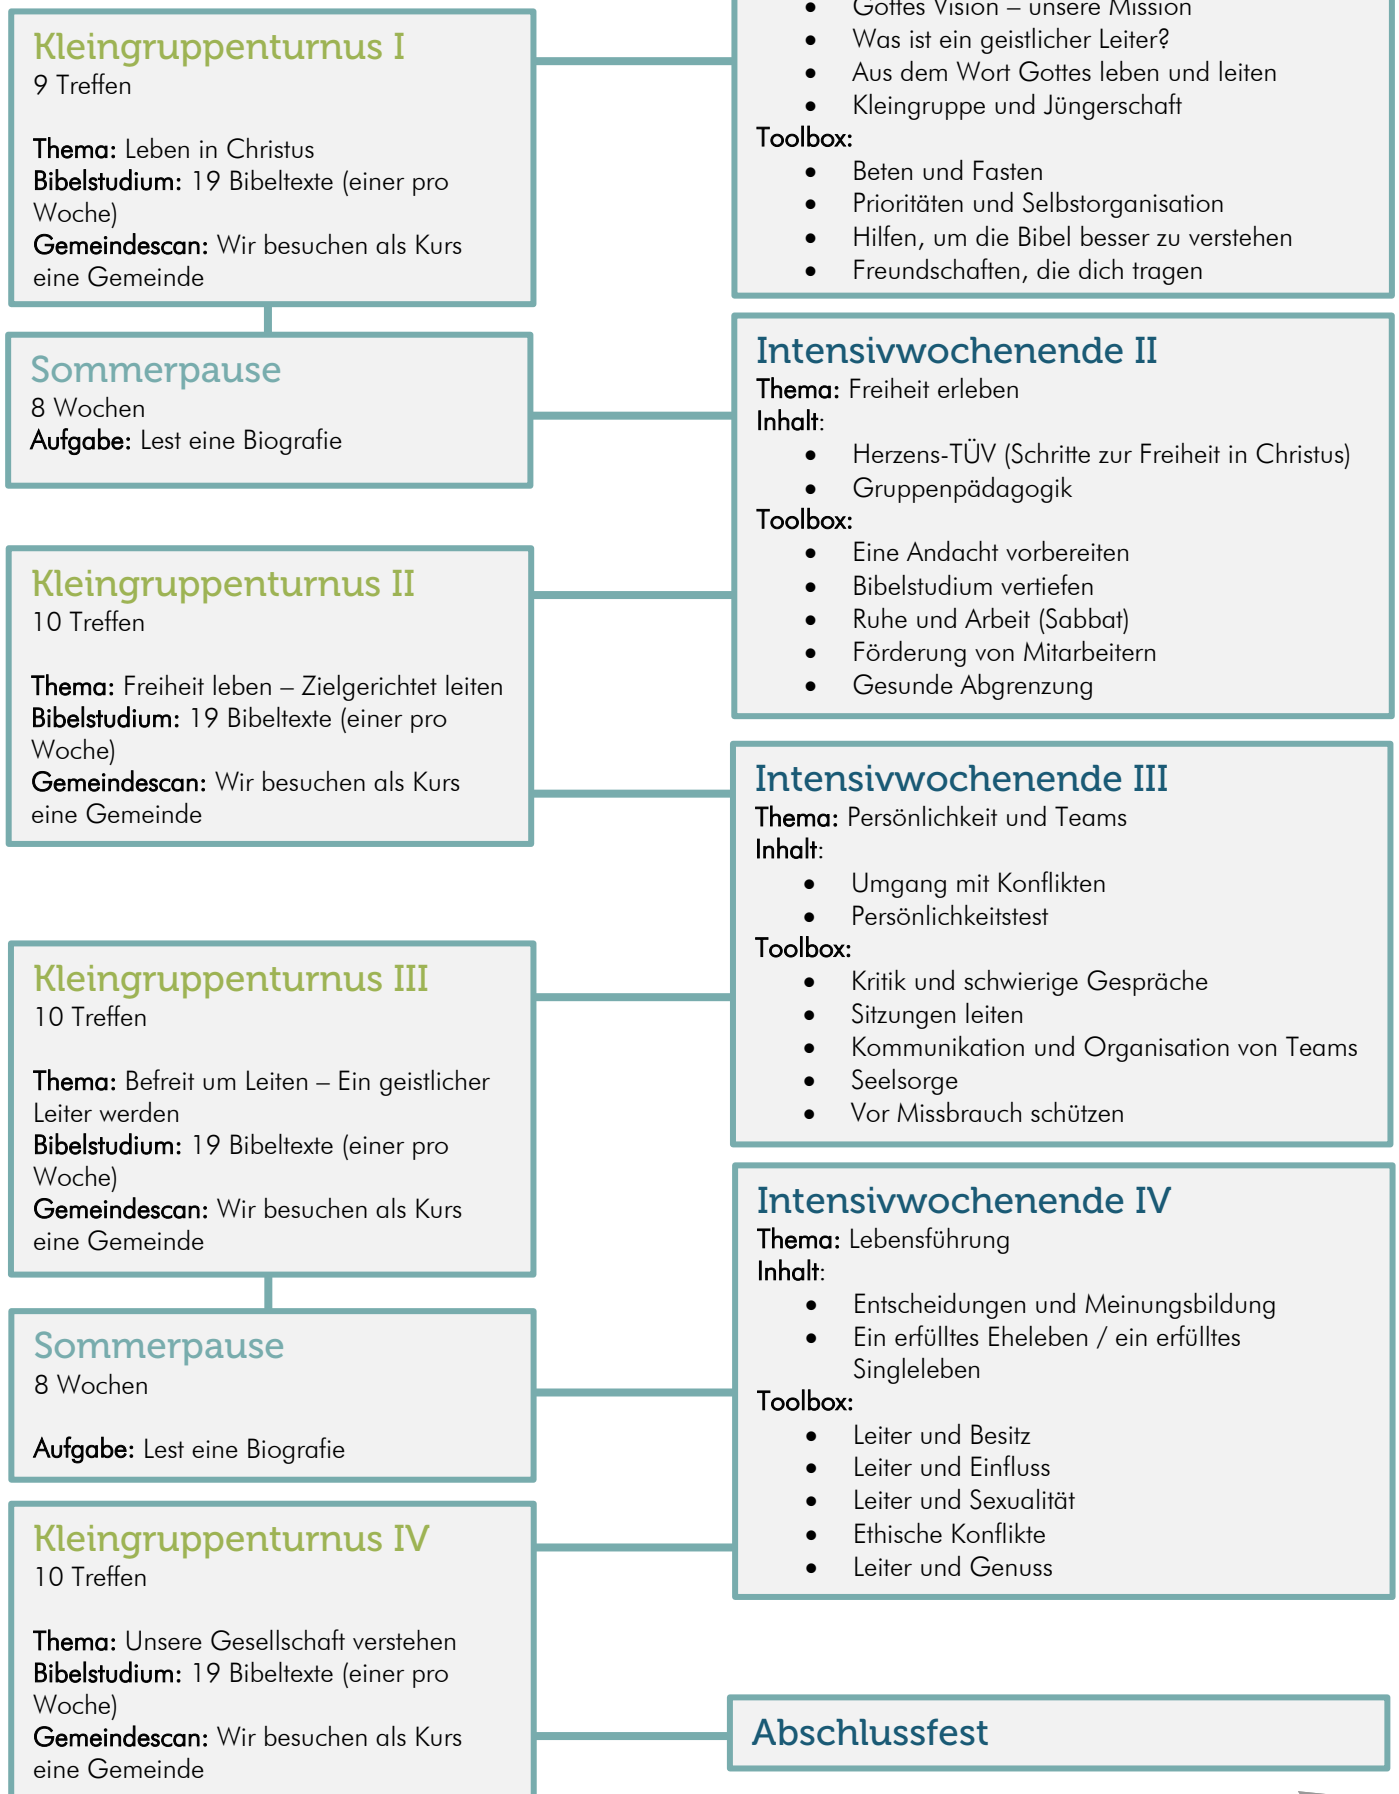 Kleingruppenturnus I
9 Treffen
Thema: Leben in Christus
Bibelstudium: 19 Bibeltexte (einer pro
Woche)
Gemeindescan: Wir besuchen als Kurs
eine Gemeinde
• Gottes Vision – unsere Mission
• Was ist ein geistlicher Leiter?
• Aus dem Wort Gottes leben und leiten
• Kleingruppe und Jüngerschaft
Toolbox:
• Beten und Fasten
• Prioritäten und Selbstorganisation
• Hilfen, um die Bibel besser zu verstehen
• Freundschaften, die dich tragen
Sommerpause
8 Wochen
Aufgabe: Lest eine Biografie
Intensivwochenende II
Thema: Freiheit erleben
Inhalt:
• Herzens-TÜV (Schritte zur Freiheit in Christus)
• Gruppenpädagogik
Toolbox:
• Eine Andacht vorbereiten
• Bibelstudium vertiefen
• Ruhe und Arbeit (Sabbat)
• Förderung von Mitarbeitern
• Gesunde Abgrenzung
Kleingruppenturnus II
10 Treffen
Thema: Freiheit leben – Zielgerichtet leiten
Bibelstudium: 19 Bibeltexte (einer pro
Woche)
Gemeindescan: Wir besuchen als Kurs
eine Gemeinde
Intensivwochenende III
Thema: Persönlichkeit und Teams
Inhalt:
• Umgang mit Konflikten
• Persönlichkeitstest
Toolbox:
• Kritik und schwierige Gespräche
• Sitzungen leiten
• Kommunikation und Organisation von Teams
• Seelsorge
• Vor Missbrauch schützen
Kleingruppenturnus III
10 Treffen
Thema: Befreit um Leiten – Ein geistlicher
Leiter werden
Bibelstudium: 19 Bibeltexte (einer pro
Woche)
Gemeindescan: Wir besuchen als Kurs
eine Gemeinde
Intensivwochenende IV
Thema: Lebensführung
Inhalt:
• Entscheidungen und Meinungsbildung
• Ein erfülltes Eheleben / ein erfülltes
Singleleben
Toolbox:
• Leiter und Besitz
• Leiter und Einfluss
• Leiter und Sexualität
• Ethische Konflikte
• Leiter und Genuss
Sommerpause
8 Wochen
Aufgabe: Lest eine Biografie
Kleingruppenturnus IV
10 Treffen
Thema: Unsere Gesellschaft verstehen
Bibelstudium: 19 Bibeltexte (einer pro
Woche)
Gemeindescan: Wir besuchen als Kurs
eine Gemeinde
Abschlussfest